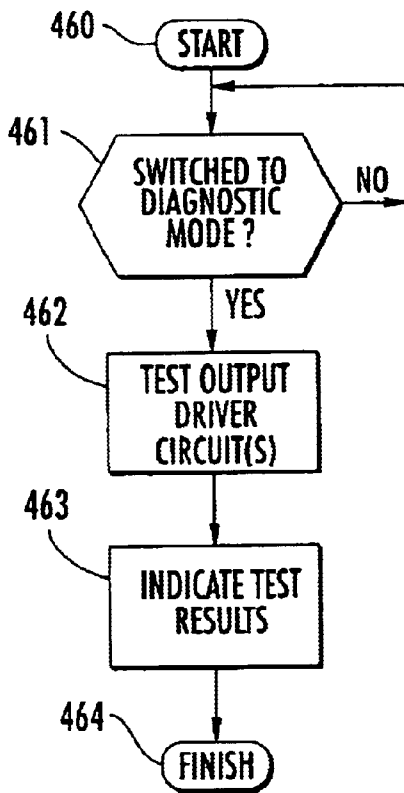 460
START
461
SWITCHED TO
DIAGNOSTIC
MODE ?
NO
YES
462
TEST OUTPUT
DRIVER
CIRCUIT(S)
463
INDICATE TEST
RESULTS
464
FINISH